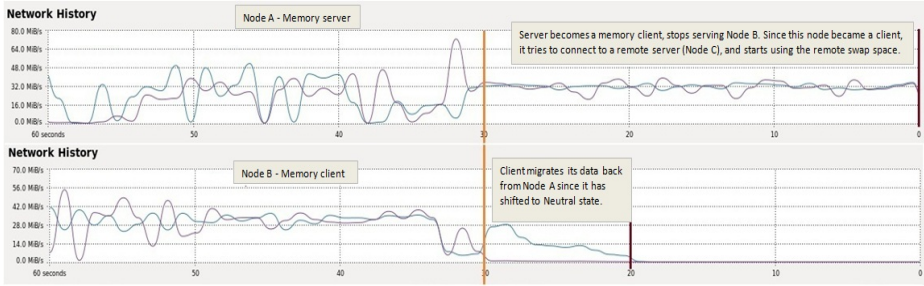 Network History
Node A - Memory server
Server becomes a memory client, stops serving Node B. Since this node became a client,
it tries to connect to a remote server (Node C), and starts using the remote swap space.
80.0 MiB/s
64.0 MiB/s
48.0 MiB/s
32.0 MiB/s
16.0 MiB/s
0.0 MiB/s
60 seconds 50 40 30 20 10 0
Network History
Node B - Memory client
Client migrates its data back
from Node A since it has
shifted to Neutral state.
70.0 MiB/s
56.0 MiB/s
42.0 MiB/s
28.0 MiB/s
14.0 MiB/s
0.0 MiB/s
60 seconds 50 40 30 20 10 0